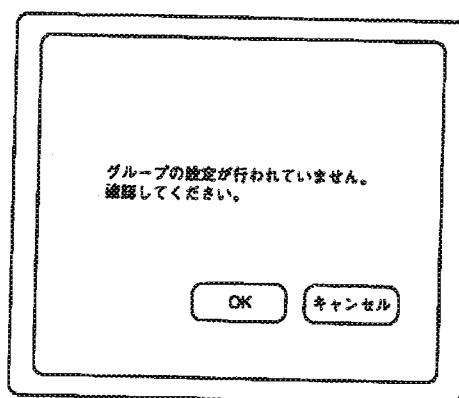 グループの設定が行われていません。
確認してください。
OK
キャンセル